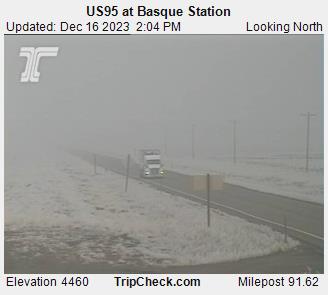 US95 at Basque Station
Updated: Dec 16 2023 2:04 PM Looking North
Elevation 4460 TripCheck.com Milepost 91.62